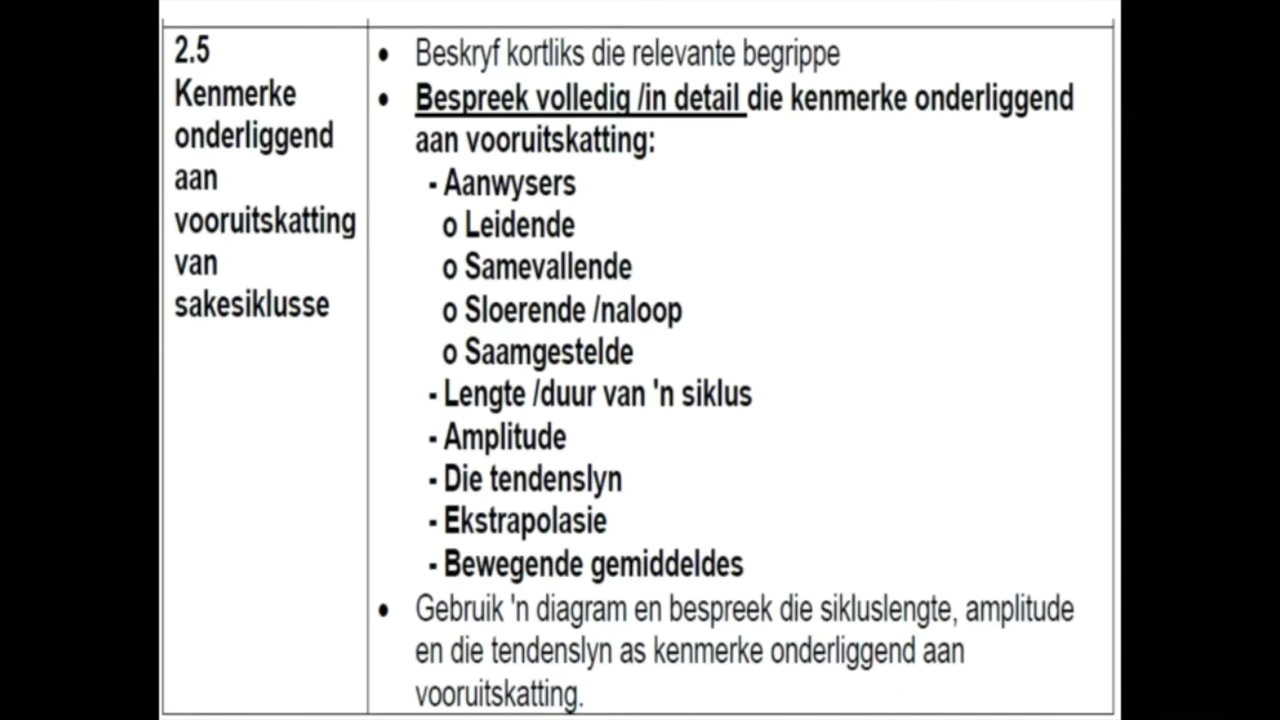 2.5
Kenmerke
onderliggend
aan
vooruitskatting
van
sakesiklusse
• Beskryf kortliks die relevante begrippe
• Bespreek volledig /in detail die kenmerke onderliggend
aan vooruitskatting:
- Aanwysers
o Leidende
o Samevallende
o Sloerende /naloop
o Saamgestelde
- Lengte /duur van 'n siklus
- Amplitude
- Die tendenslyn
- Ekstrapolasie
- Bewegende gemiddeldes
• Gebruik 'n diagram en bespreek die sikluslengte, amplitude
en die tendenslyn as kenmerke onderliggend aan
vooruitskatting.